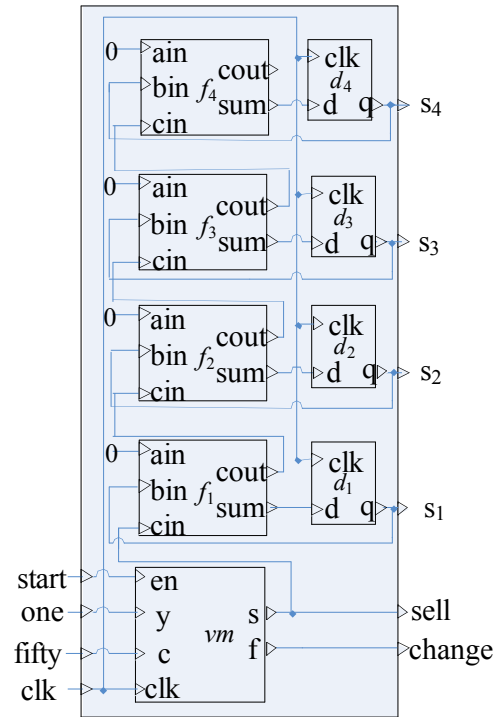 0 ain clk
bin f4 cout d4
cin sum d q s4
0 ain clk
bin f3 cout d3
cin sum d q s3
0 ain clk
bin f2 cout d2
cin sum d q s2
0 ain clk
bin f1 cout d1
cin sum d q s1
start en
one y s sell
fifty c vm f change
clk clk